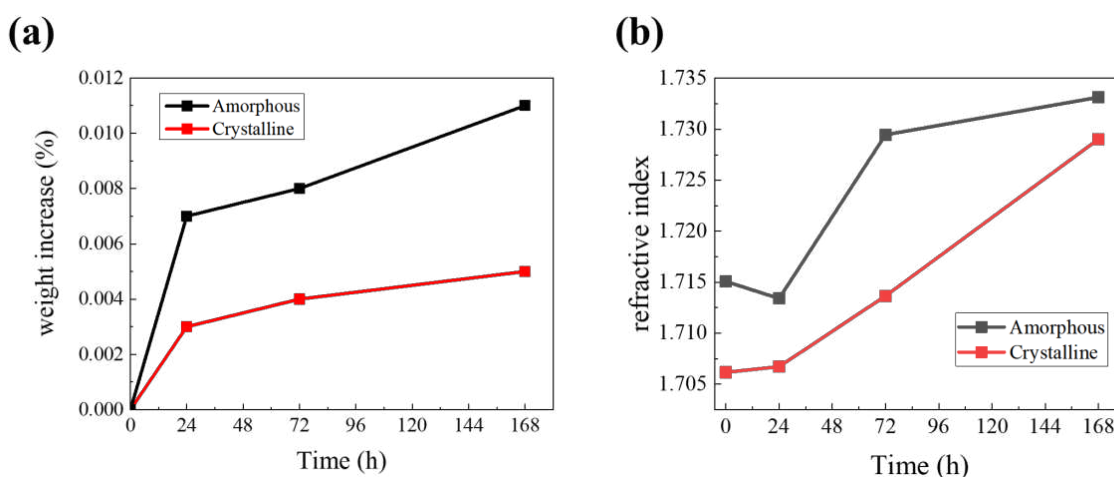 (a)
weight increase (%)
0.012
0.010
0.008
0.006
0.004
0.002
0.000
Amorphous
Crystalline
0 24 48 72 96 120 144 168
Time (h)
(b)
refractive index
1.735
1.730
1.725
1.720
1.715
1.710
1.705
Amorphous
Crystalline
0 24 48 72 96 120 144 168
Time (h)